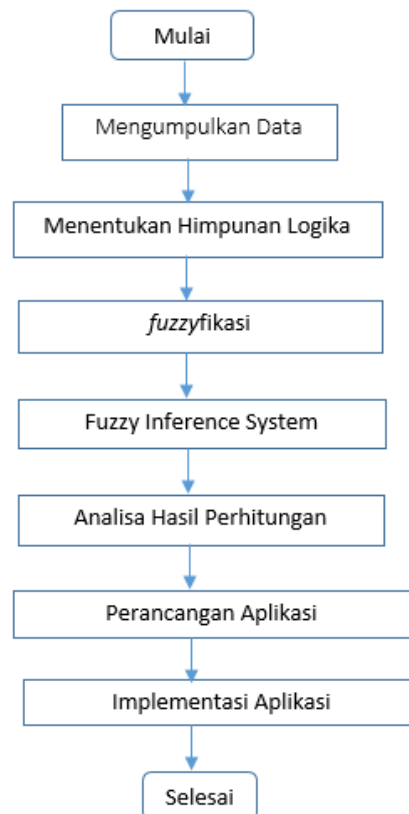 Mulai
Mengumpulkan Data
Menentukan Himpunan Logika
fuzzyfikasi
Fuzzy Inference System
Analisa Hasil Perhitungan
Perancangan Aplikasi
Implementasi Aplikasi
Selesai